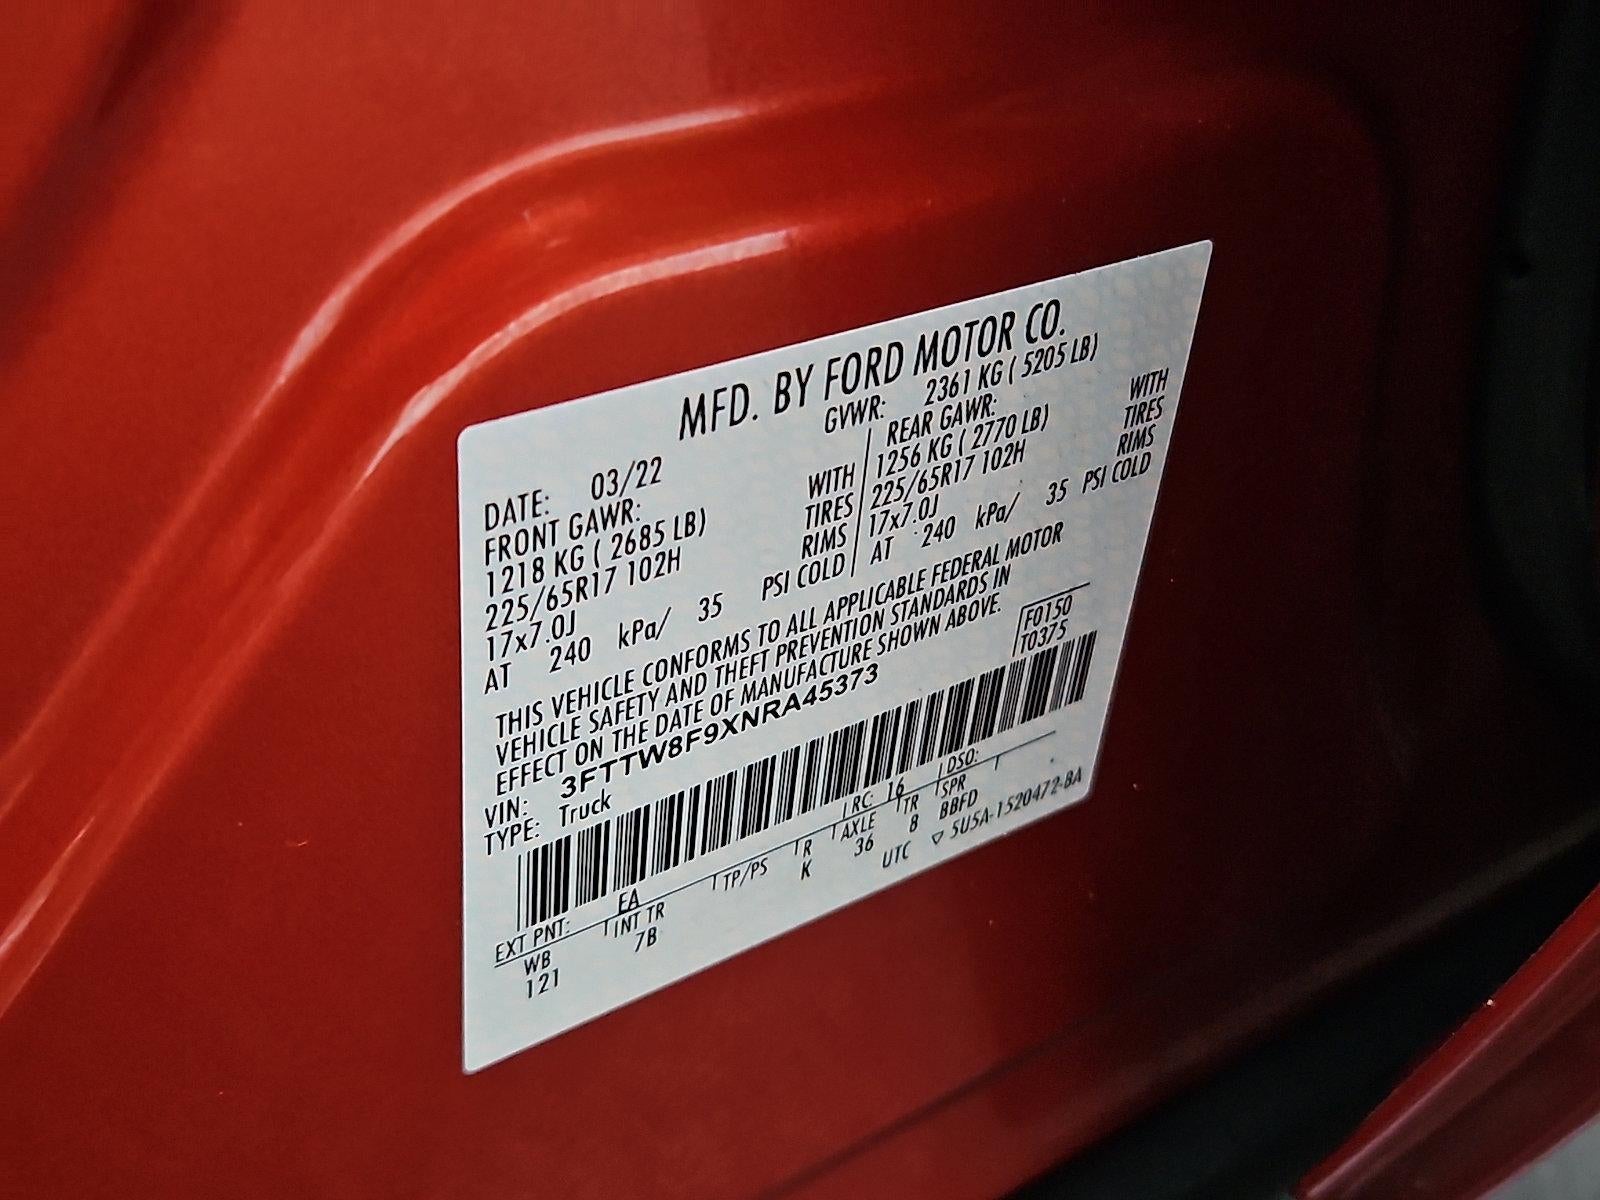 MFD. BY FORD MOTOR CO.
DATE: 03/22 GVWR: 2361 KG ( 5205 LB)
FRONT GAWR: REAR GAWR:
1218 KG ( 2685 LB) WITH 1256 KG ( 2770 LB) WITH
225/65R17 102H TIRES 225/65R17 102H TIRES
17x7.0J RIMS 17x7.0J RIMS
AT 240 kPa/ 35 PSI COLD AT 240 kPa/ 35 PSI COLD
THIS VEHICLE CONFORMS TO ALL APPLICABLE FEDERAL MOTOR
VEHICLE SAFETY AND THEFT PREVENTION STANDARDS IN
EFFECT ON THE DATE OF MANUFACTURE SHOWN ABOVE.
VIN: 3FTTW8F9XNRA45373 F0150
TYPE: Truck T0375
EXT PNT: EA RC: 16 DSO:
WB INT TR TP/PS R AXLE TR SPR
121 7B K 36 8 BBFD
UTC ▽ 5U5A-1520472-BA